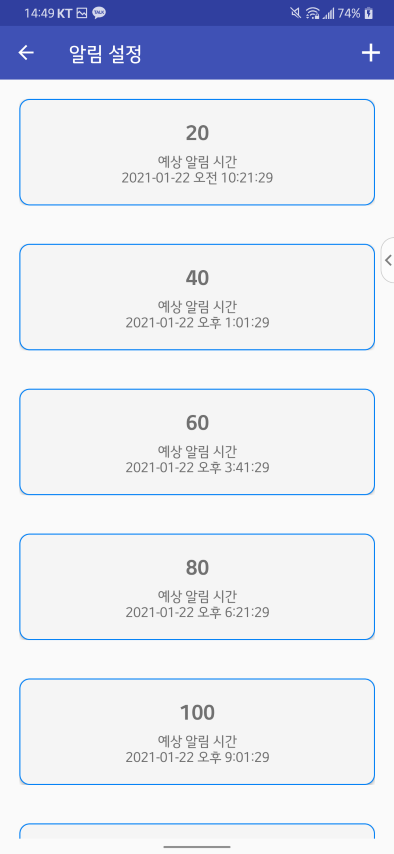 14:49 KT TALK 74%
알림 설정
20
예상 알림 시간
2021-01-22 오전 10:21:29
40
예상 알림 시간
2021-01-22 오후 1:01:29
60
예상 알림 시간
2021-01-22 오후 3:41:29
80
예상 알림 시간
2021-01-22 오후 6:21:29
100
예상 알림 시간
2021-01-22 오후 9:01:29